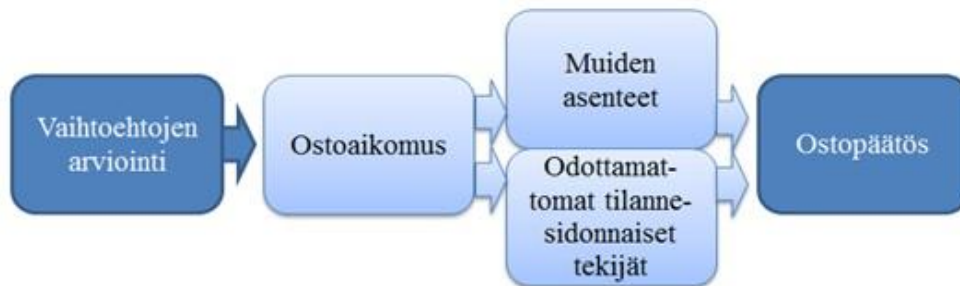 Vaihtoehtojen
arviointi
Ostoaikomus
Muiden
asenteet
Odottamat-
tomat tilanne-
sidonnaiset
tekijät
Ostopäätös